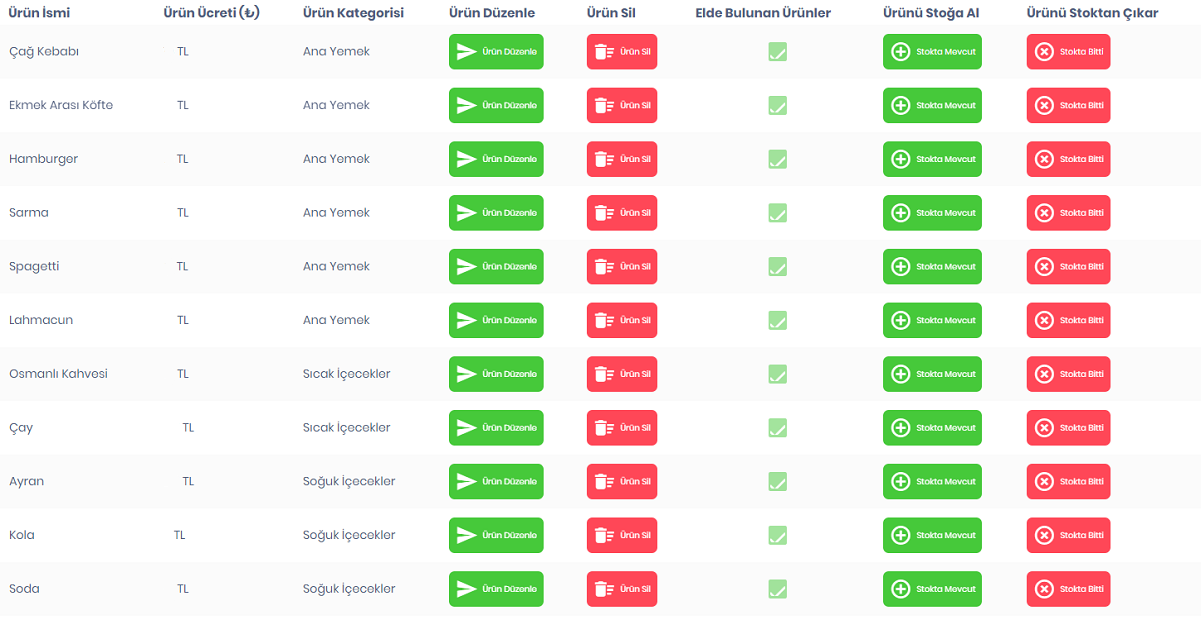 Ürün İsmi Ürün Ücreti (₺) Ürün Kategorisi Ürün Düzenle Ürün Sil Elde Bulunan Ürünler Ürünü Stoğa Al Ürünü Stoktan Çıkar
Çağ Kebabı TL Ana Yemek Ürün Düzenle Ürün Sil Stokta Mevcut Stokta Bitti
Ekmek Arası Köfte TL Ana Yemek Ürün Düzenle Ürün Sil Stokta Mevcut Stokta Bitti
Hamburger TL Ana Yemek Ürün Düzenle Ürün Sil Stokta Mevcut Stokta Bitti
Sarma TL Ana Yemek Ürün Düzenle Ürün Sil Stokta Mevcut Stokta Bitti
Spagetti TL Ana Yemek Ürün Düzenle Ürün Sil Stokta Mevcut Stokta Bitti
Lahmacun TL Ana Yemek Ürün Düzenle Ürün Sil Stokta Mevcut Stokta Bitti
Osmanlı Kahvesi TL Sıcak İçecekler Ürün Düzenle Ürün Sil Stokta Mevcut Stokta Bitti
Çay TL Sıcak İçecekler Ürün Düzenle Ürün Sil Stokta Mevcut Stokta Bitti
Ayran TL Soğuk İçecekler Ürün Düzenle Ürün Sil Stokta Mevcut Stokta Bitti
Kola TL Soğuk İçecekler Ürün Düzenle Ürün Sil Stokta Mevcut Stokta Bitti
Soda TL Soğuk İçecekler Ürün Düzenle Ürün Sil Stokta Mevcut Stokta Bitti